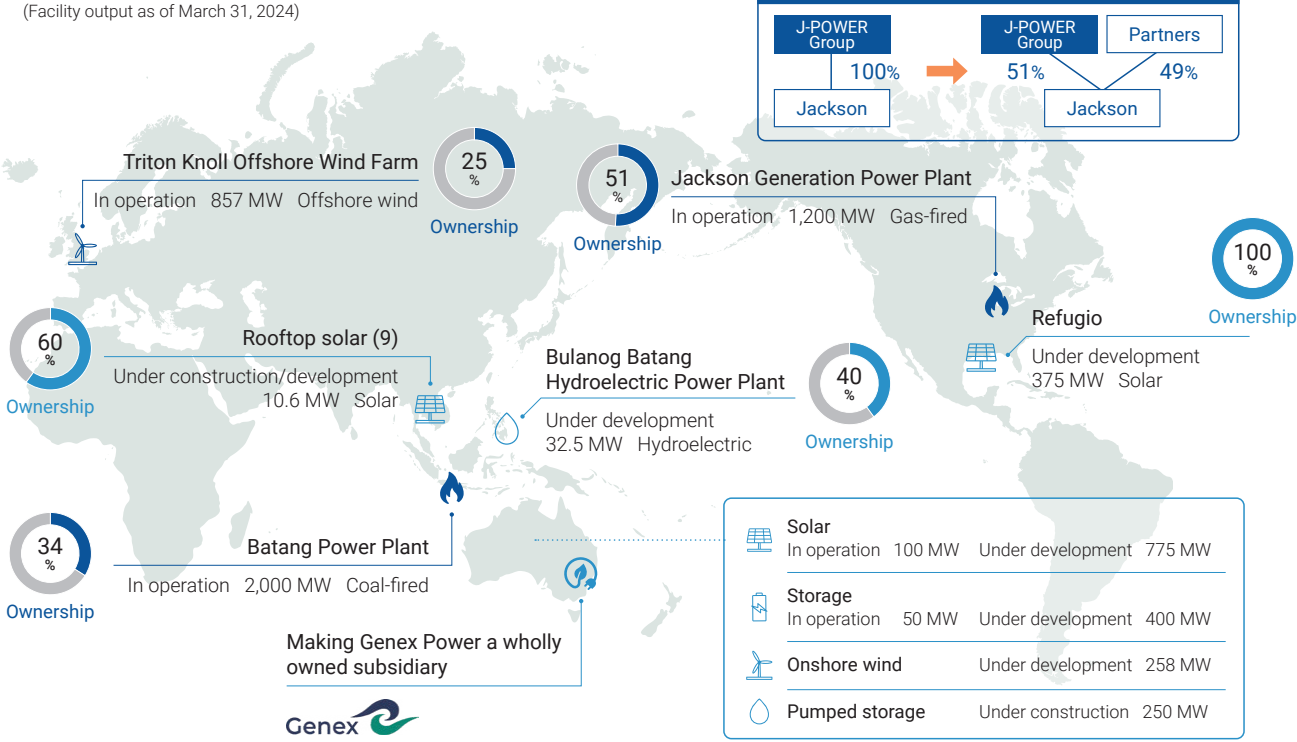 (Facility output as of March 31, 2024)
J-POWER
Group
100%
Jackson
J-POWER
Group
Partners
51%
49%
Jackson
Triton Knoll Offshore Wind Farm
In operation 857 MW Offshore wind
25
%
Ownership
51
%
Ownership
Jackson Generation Power Plant
In operation 1,200 MW Gas-fired
100
%
Ownership
Refugio
Under development
375 MW Solar
60
%
Ownership
Rooftop solar (9)
Under construction/development
10.6 MW Solar
Bulanog Batang
Hydroelectric Power Plant
Under development
32.5 MW Hydroelectric
40
%
Ownership
34
%
Ownership
Batang Power Plant
In operation 2,000 MW Coal-fired
Making Genex Power a wholly
owned subsidiary
Genex
Solar
In operation 100 MW Under development 775 MW
Storage
In operation 50 MW Under development 400 MW
Onshore wind Under development 258 MW
Pumped storage Under construction 250 MW